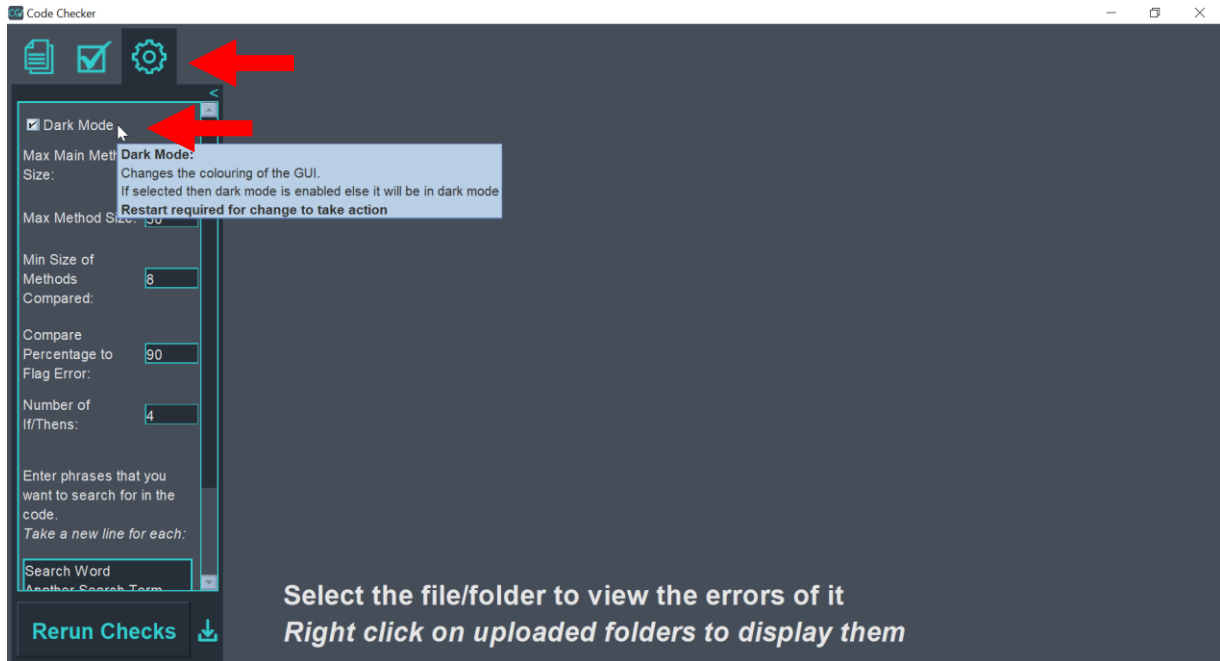 Code Checker
<
Dark Mode
Max Main Meth
Size:
Dark Mode:
Changes the colouring of the GUI.
If selected then dark mode is enabled else it will be in dark mode
Restart required for change to take action
Max Method Size:
Min Size of
Methods
Compared:
8
Compare
Percentage to
Flag Error:
90
Number of
If/Thens:
4
Enter phrases that you
want to search for in the
code.
Take a new line for each:
Search Word
Another Search Term
Rerun Checks
Select the file/folder to view the errors of it
Right click on uploaded folders to display them